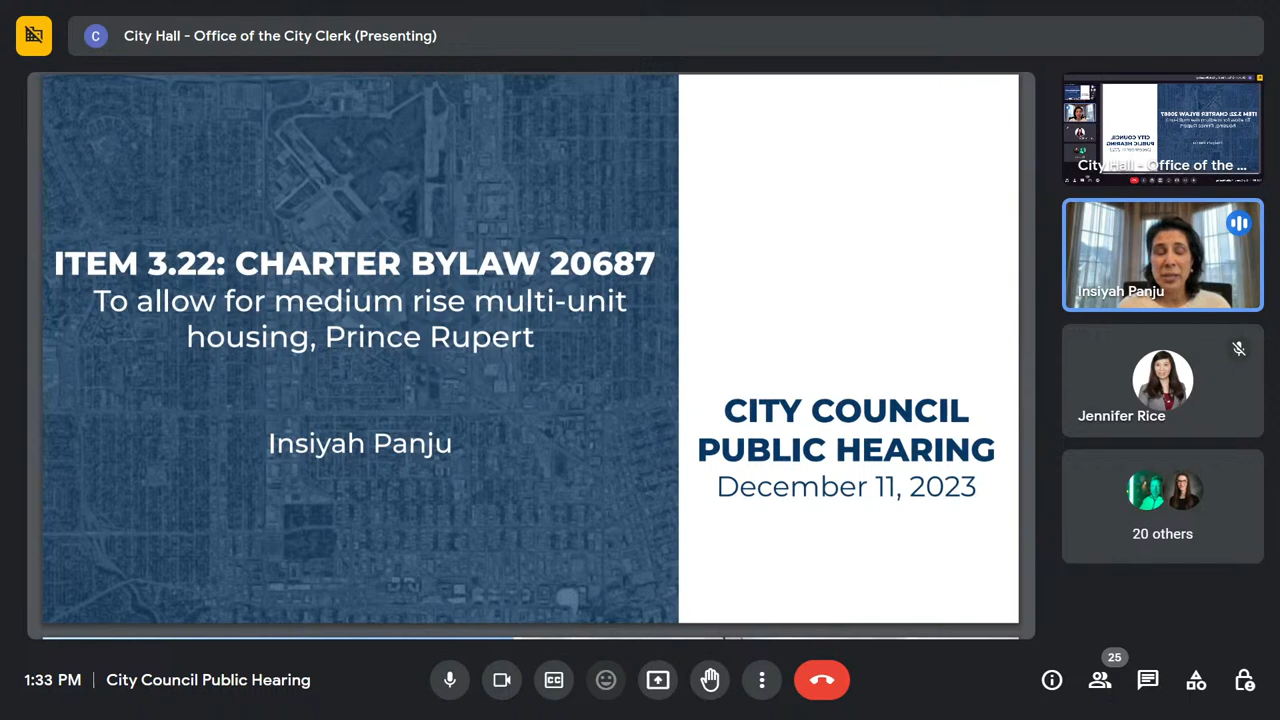 City Hall - Office of the City Clerk (Presenting)
ITEM 3.22: CHARTER BYLAW 20687
To allow for medium rise multi-unit
housing, Prince Rupert
Insiyah Panju
CITY COUNCIL
PUBLIC HEARING
December 11, 2023
City Hall - Office of the ...
Insiyah Panju
Jennifer Rice
20 others
1:33 PM | City Council Public Hearing
25